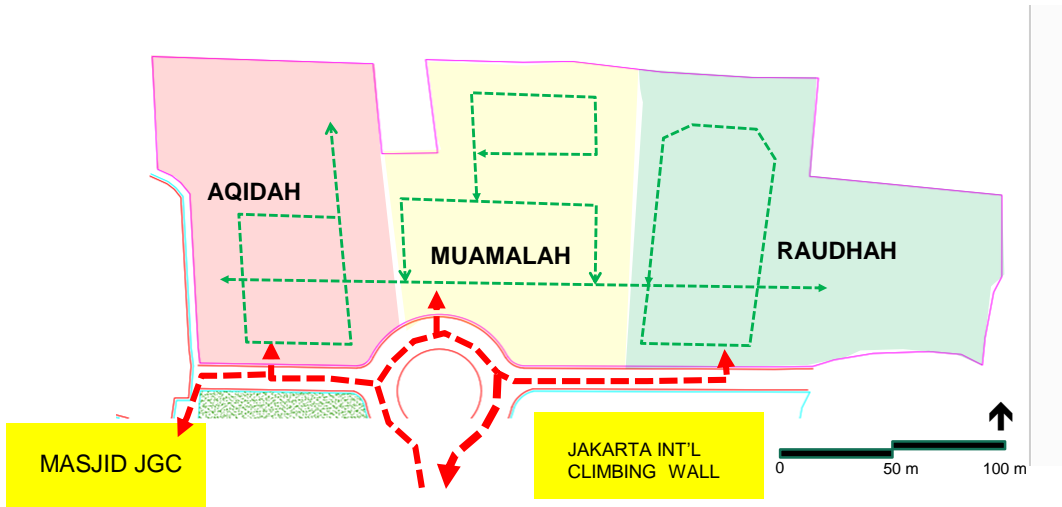 AQIDAH
MUAMALAH
RAUDHAH
MASJID JGC
JAKARTA INT'L
CLIMBING WALL
0 50 m 100 m